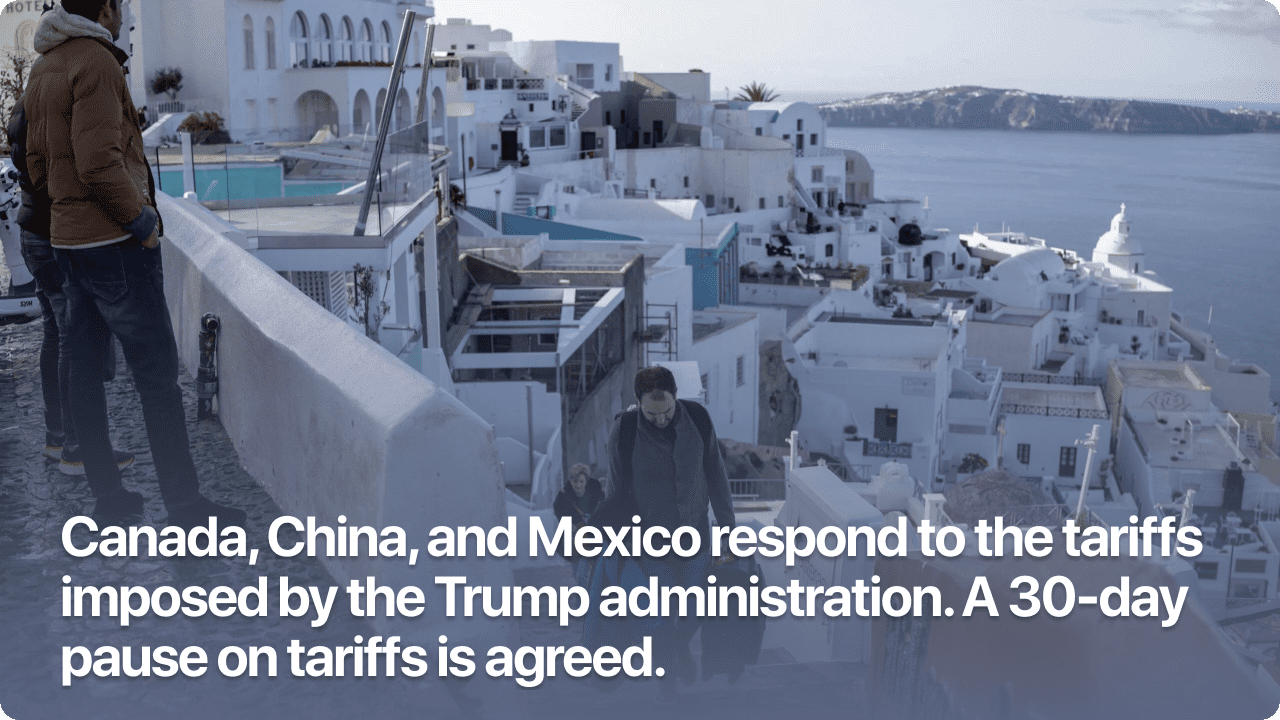 HOTEL
Canada, China, and Mexico respond to the tariffs
imposed by the Trump administration. A 30-day
pause on tariffs is agreed.